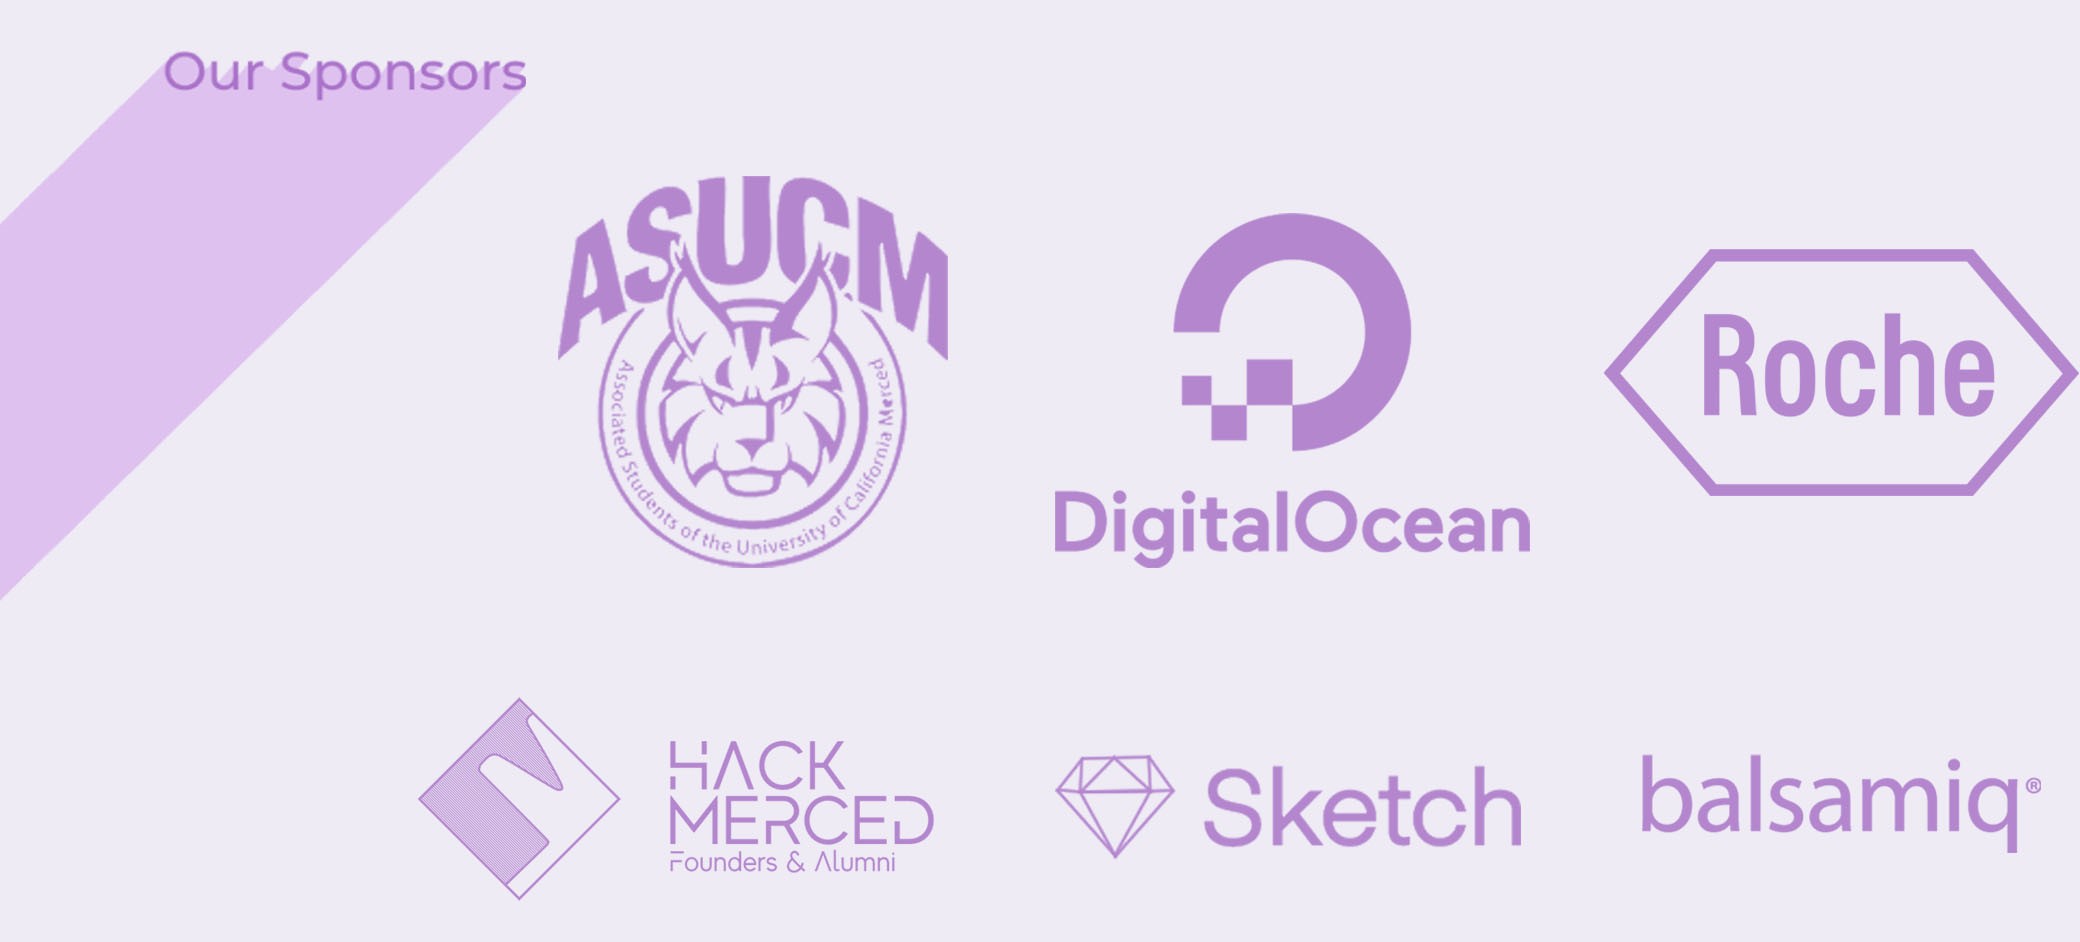 Our Sponsors
ASUCM
Associated Students of the University of California Merced
DigitalOcean
Roche
HACK
MERCED
Founders & Alumni
Sketch
balsamiq®